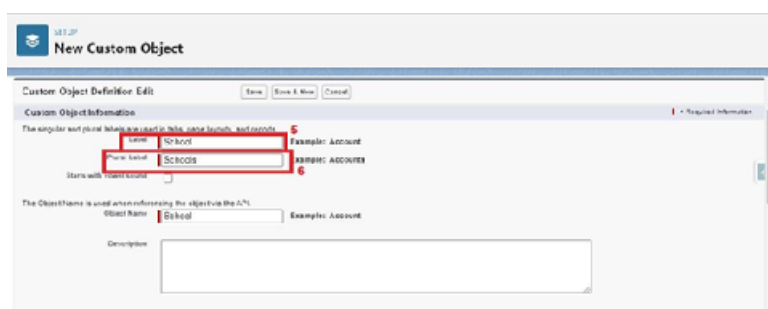 SETUP
New Custom Object
Custom Object Definition Edit Save Save & New Cancel
Custom Object Information = Required Information
The singular and plural labels are used in tabs, page layouts, and reports. 5
Label School Example: Account
Plural Label Schools Example: Accounts
6
Starts with vowel sound
The Object Name is used when referencing the object via the API.
Object Name School Example: Account
Description